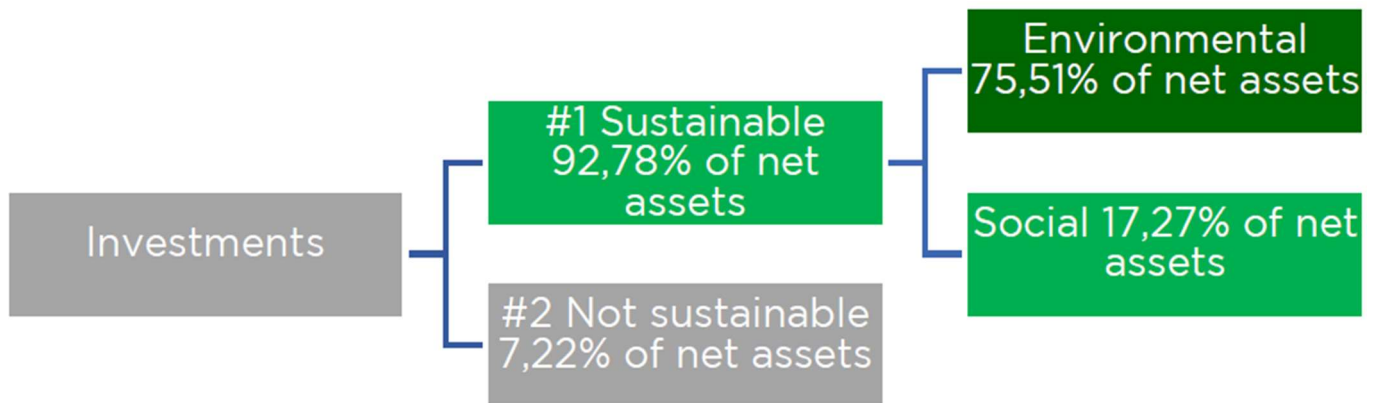 Environmental
75,51% of net assets
#1 Sustainable
92,78% of net
assets
Investments
Social 17,27% of net
assets
#2 Not sustainable
7,22% of net assets